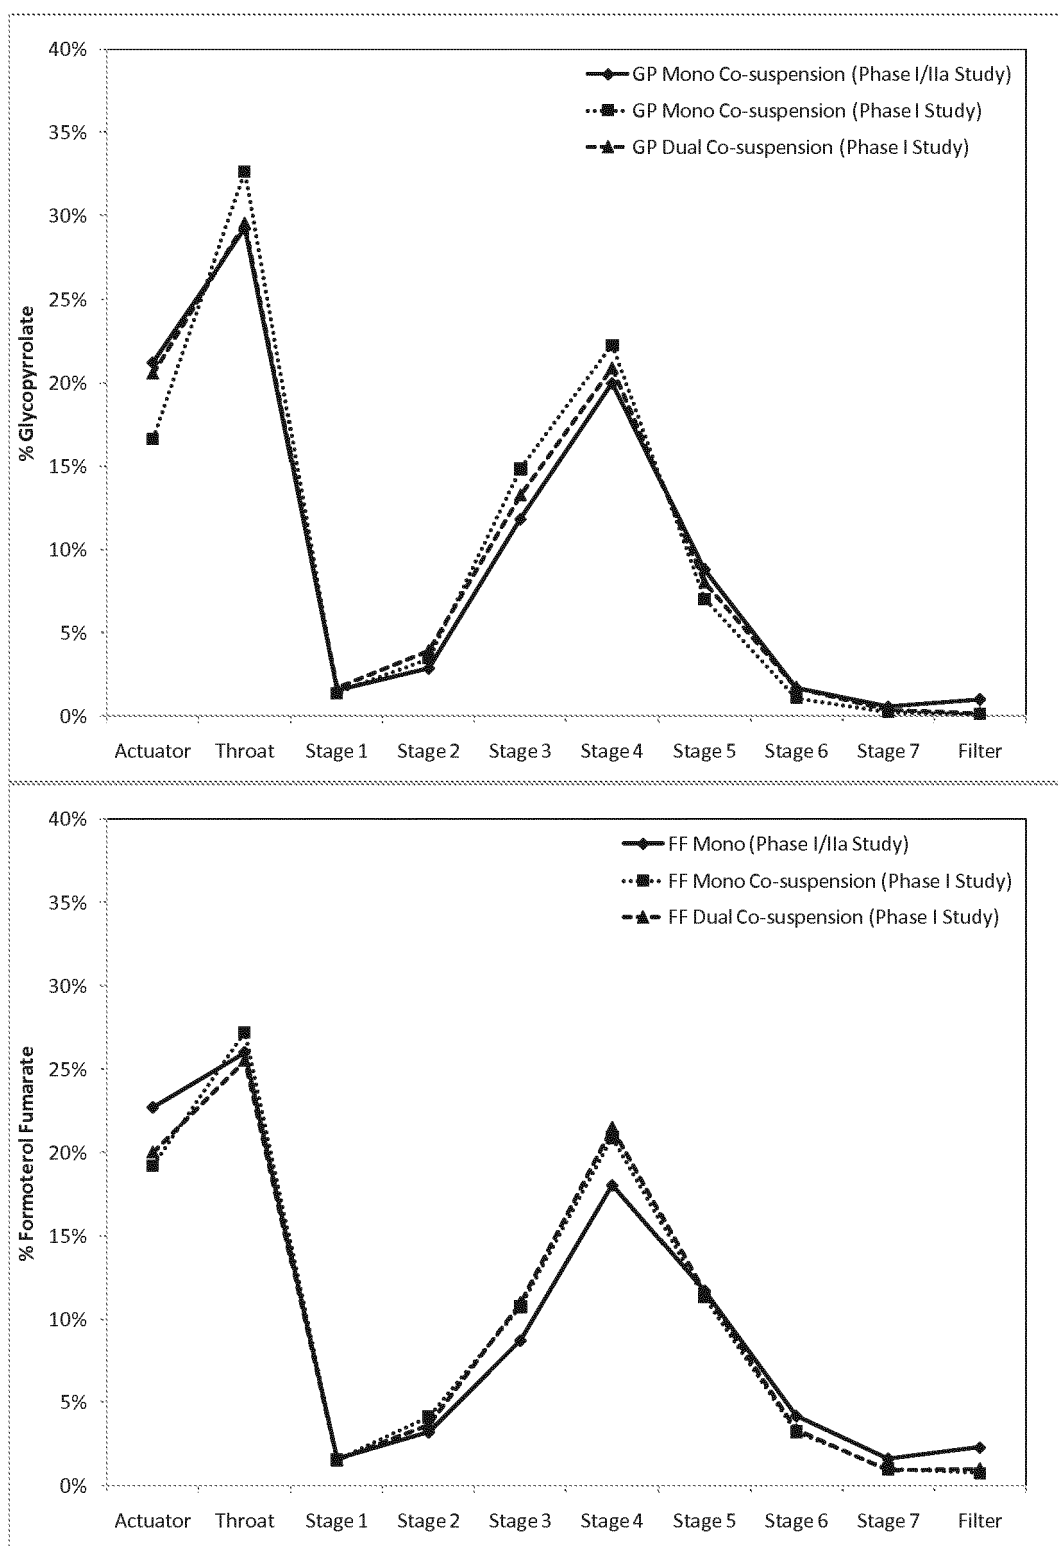 40%
GP Mono Co-suspension (Phase I/IIa Study)
GP Mono Co-suspension (Phase I Study)
GP Dual Co-suspension (Phase I Study)
35%
30%
25%
20%
15%
10%
5%
0%
% Glycopyrrolate
Actuator Throat Stage 1 Stage 2 Stage 3 Stage 4 Stage 5 Stage 6 Stage 7 Filter
40%
FF Mono (Phase I/IIa Study)
FF Mono Co-suspension (Phase I Study)
FF Dual Co-suspension (Phase I Study)
35%
30%
25%
20%
15%
10%
5%
0%
% Formoterol Fumarate
Actuator Throat Stage 1 Stage 2 Stage 3 Stage 4 Stage 5 Stage 6 Stage 7 Filter